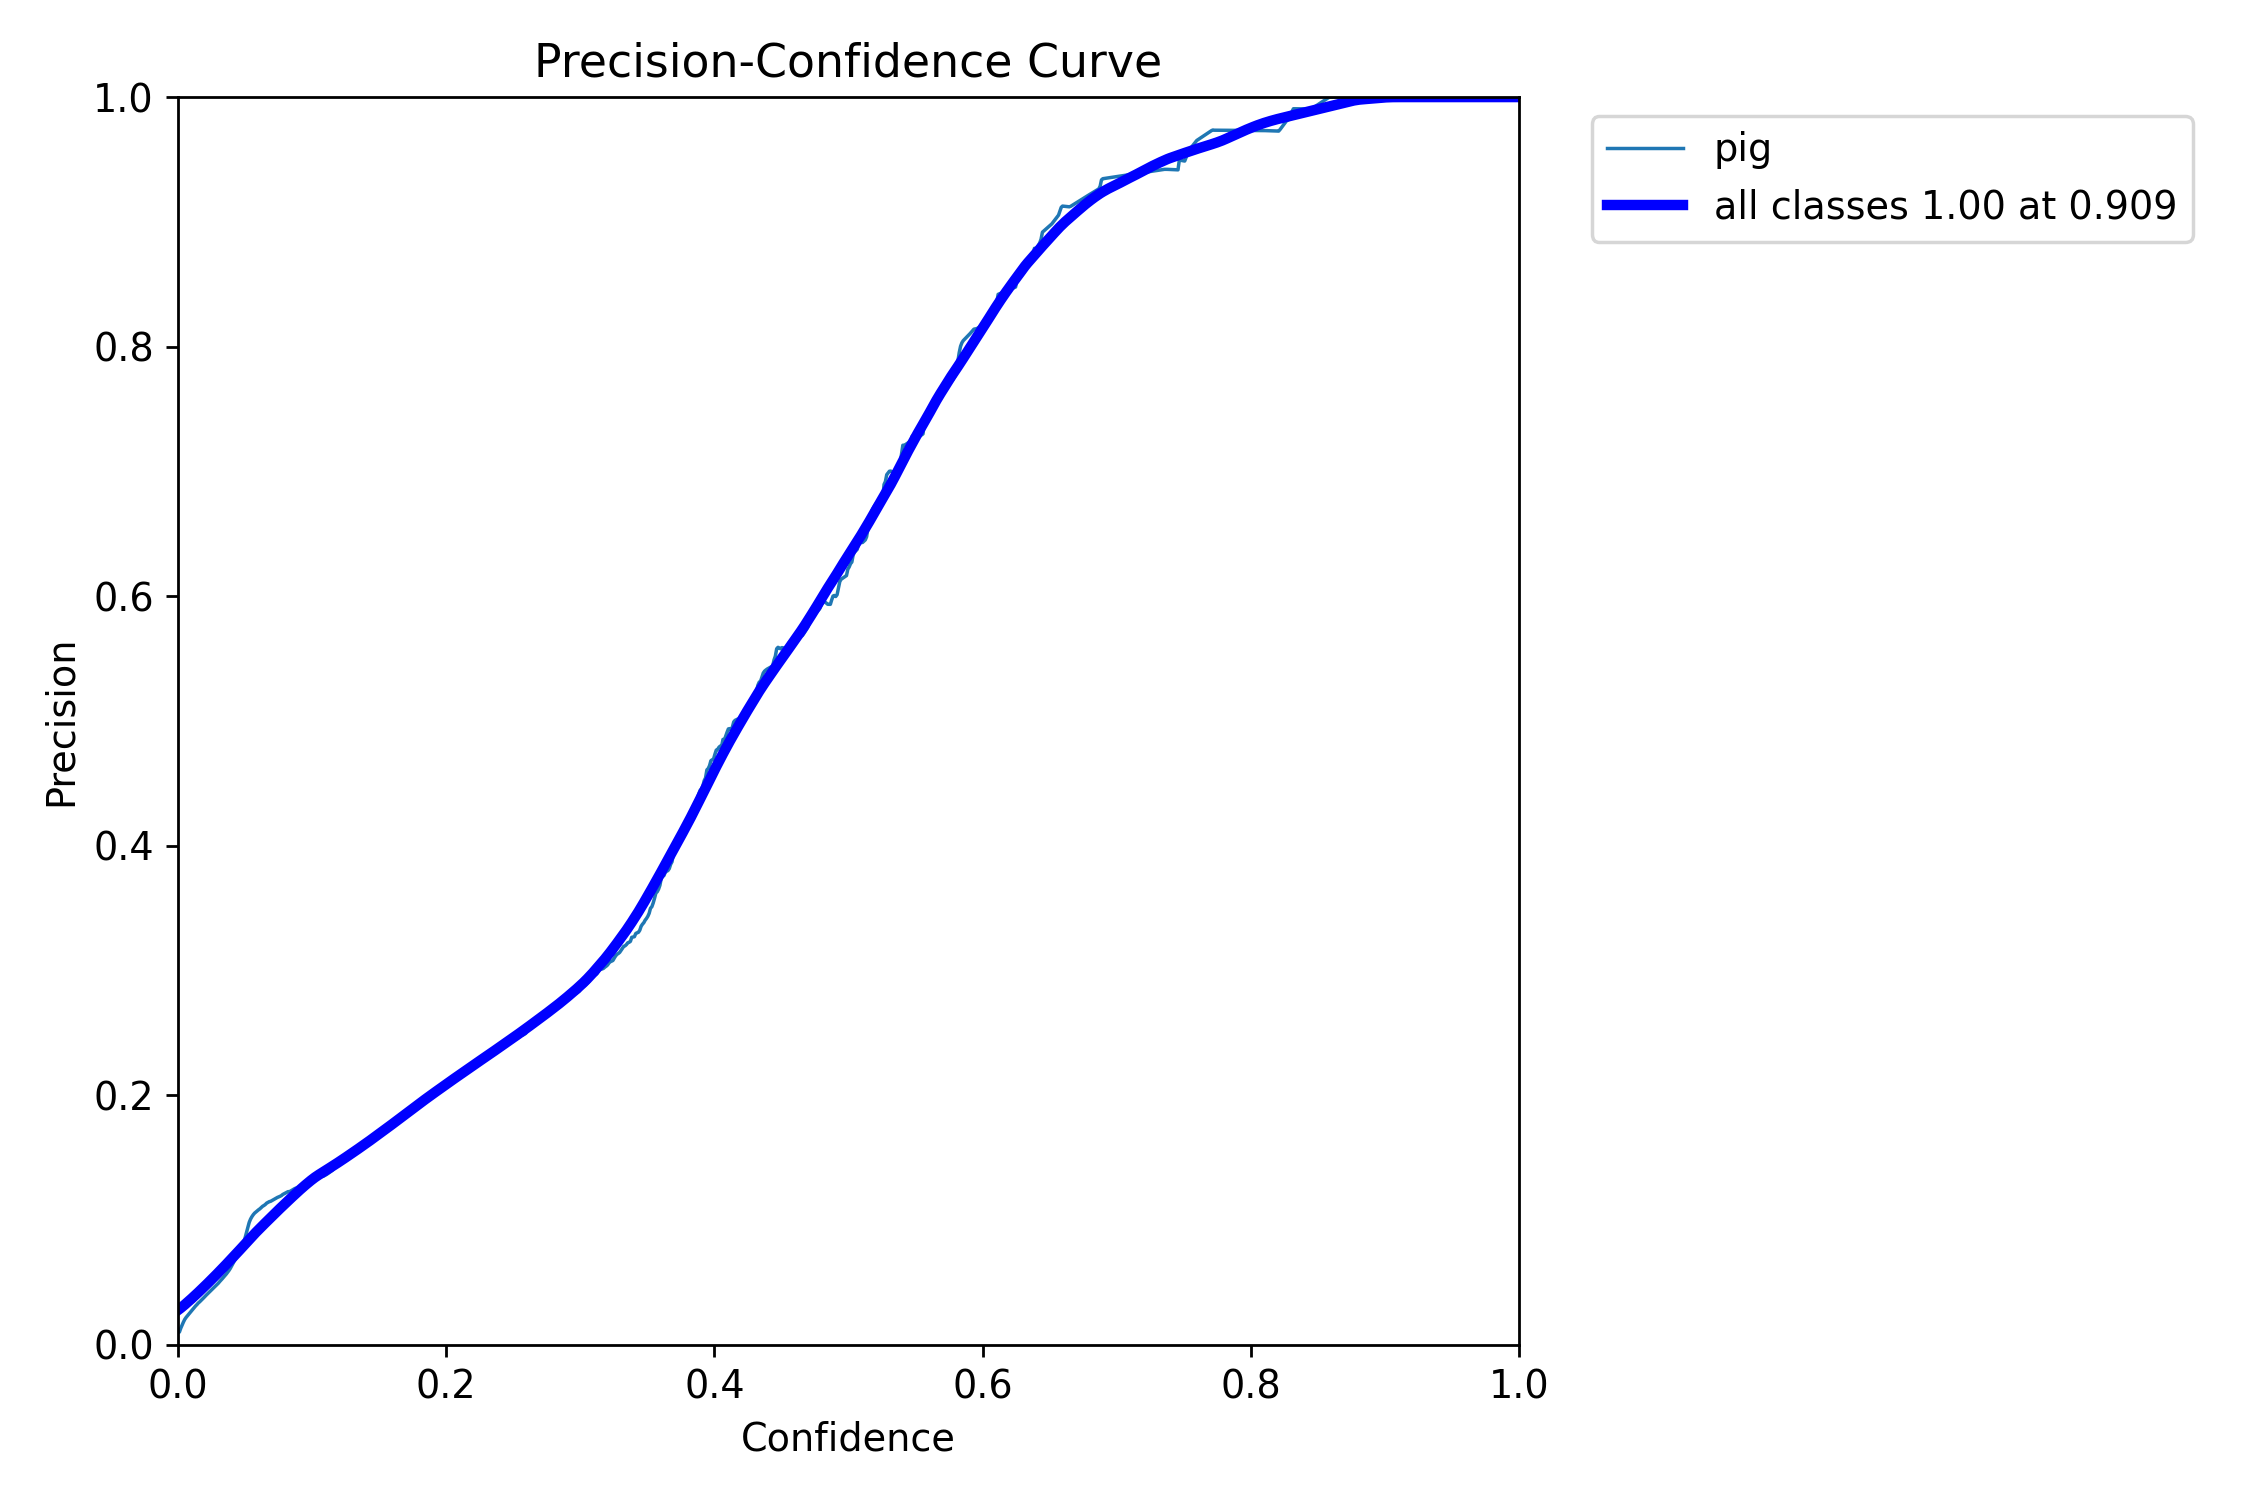 Precision-Confidence Curve
1.0
0.8
0.6
0.4
0.2
0.0
Precision
0.0 0.2 0.4 0.6 0.8 1.0
Confidence
pig
all classes 1.00 at 0.909